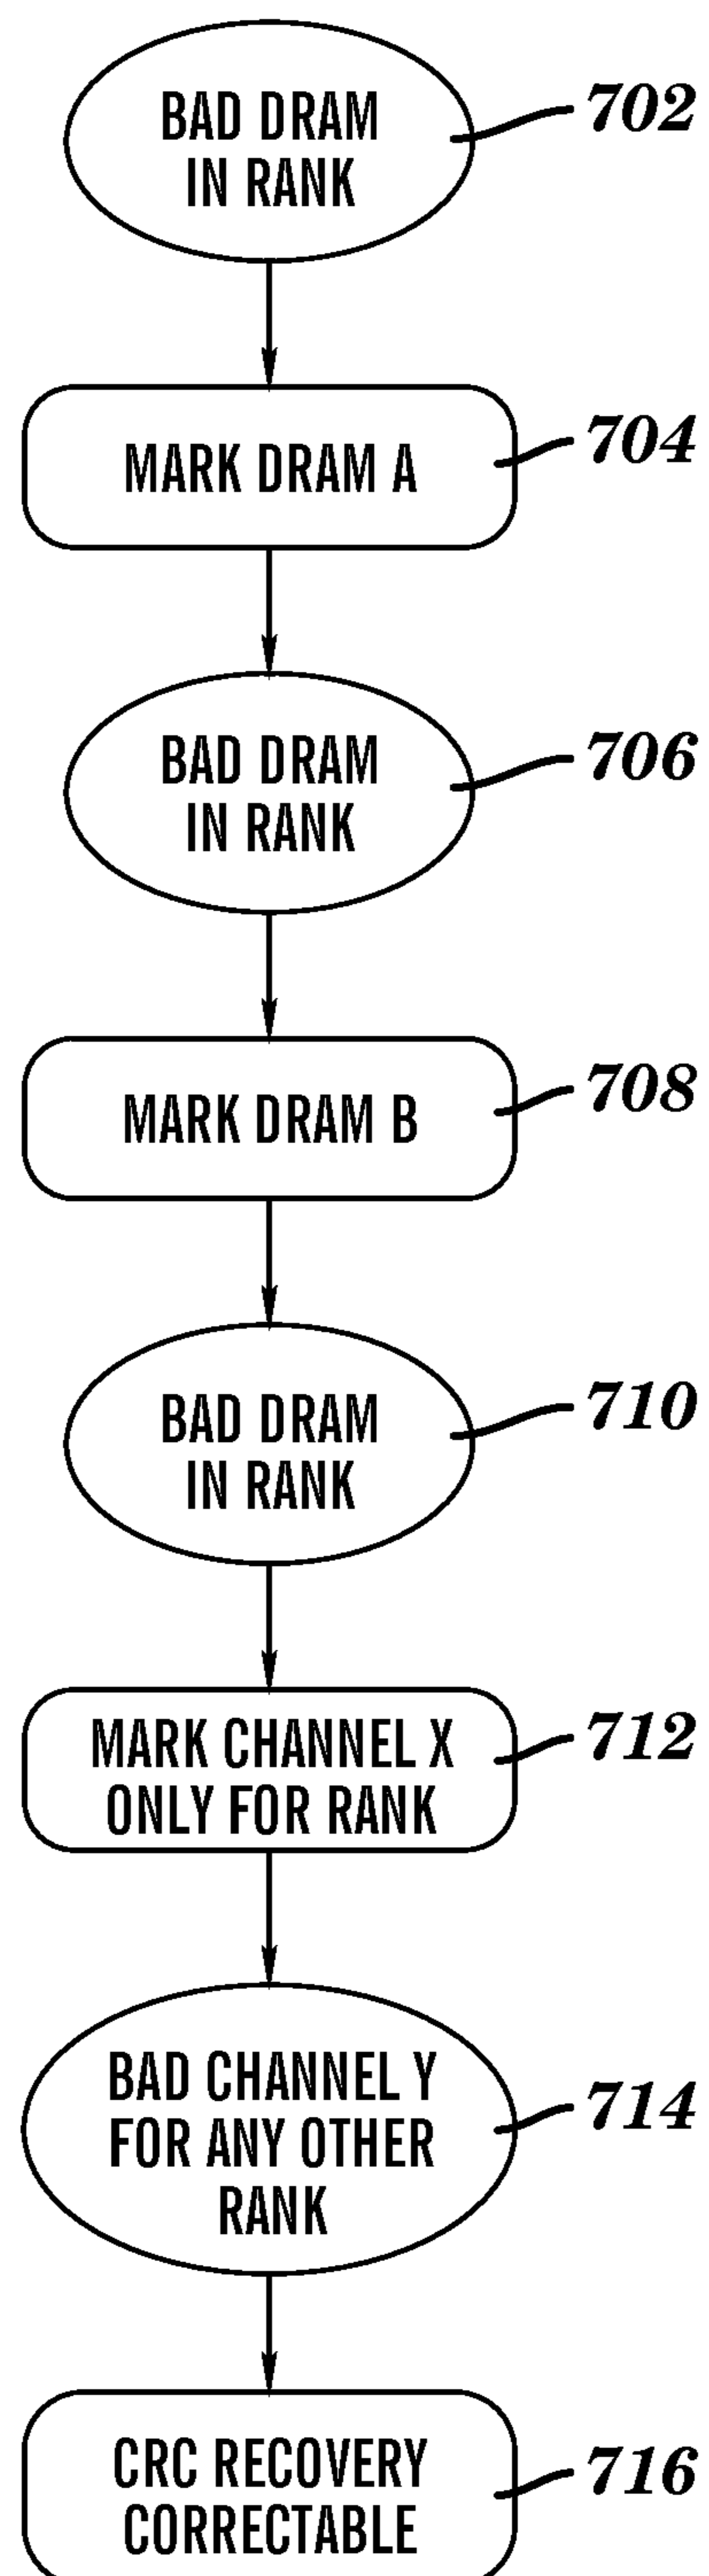 BAD DRAM
IN RANK
702
MARK DRAM A
704
BAD DRAM
IN RANK
706
MARK DRAM B
708
BAD DRAM
IN RANK
710
MARK CHANNEL X
ONLY FOR RANK
712
BAD CHANNEL Y
FOR ANY OTHER
RANK
714
CRC RECOVERY
CORRECTABLE
716